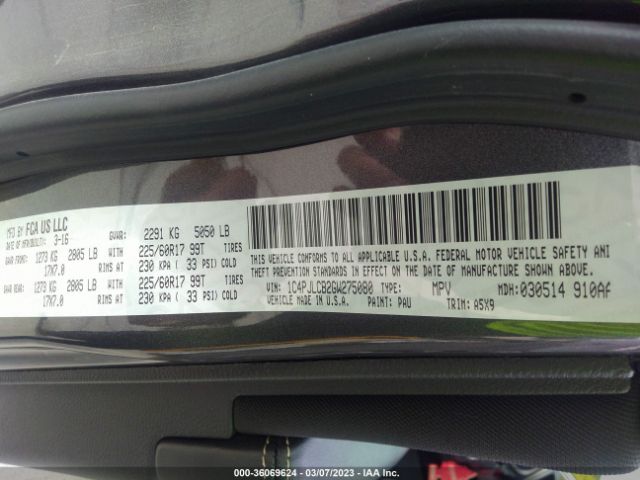 MFD BY FCA US LLC
DATE OF MFR/MOBILITY: 3-16
GVWR: 2291 KG 5050 LB
GAWR FRONT: 1273 KG 2805 LB WITH 225/60R17 99T TIRES
17X7.0 RIMS AT 230 KPA ( 33 PSI) COLD
GAWR REAR: 1273 KG 2805 LB WITH 225/60R17 99T TIRES
17X7.0 RIMS AT 230 KPA ( 33 PSI) COLD
THIS VEHICLE CONFORMS TO ALL APPLICABLE U.S.A. FEDERAL MOTOR VEHICLE SAFETY ANI
THEFT PREVENTION STANDARDS IN EFFECT ON THE DATE OF MANUFACTURE SHOWN ABOVE.
VIN: 1C4PJLCB2GW275080 TYPE: MPV MDH: 030514 910AF
VEHICLE MADE IN U.S.A. PAINT: PAU TRIM: A5X9
000-36069624 | 03/07/2023 | IAA Inc.